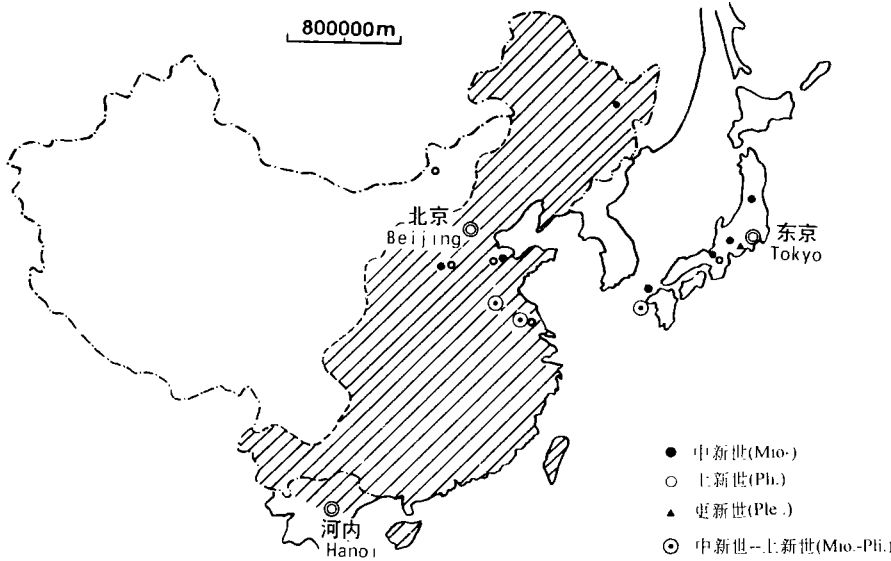 800000m
北京
Beijing
东京
Tokyo
河内
Hanoi
● 中新世(Mio.)
○ 上新世(Pli.)
▲ 更新世(Ple.)
⊙ 中新世--上新世(Mio.-Pli.)